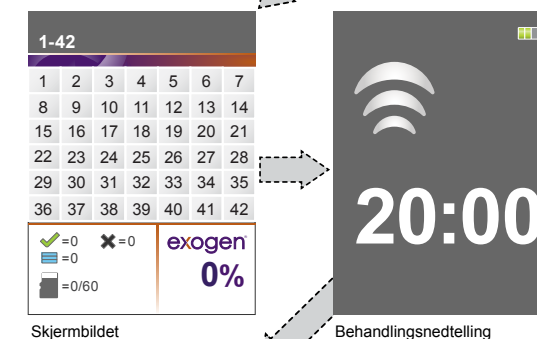 1-42
1 2 3 4 5 6 7
8 9 10 11 12 13 14
15 16 17 18 19 20 21
22 23 24 25 26 27 28
29 30 31 32 33 34 35
36 37 38 39 40 41 42
=0 =0
=0
=0/60
exogen
0%
Skjermbildet
20:00
Behandlingsnedtelling